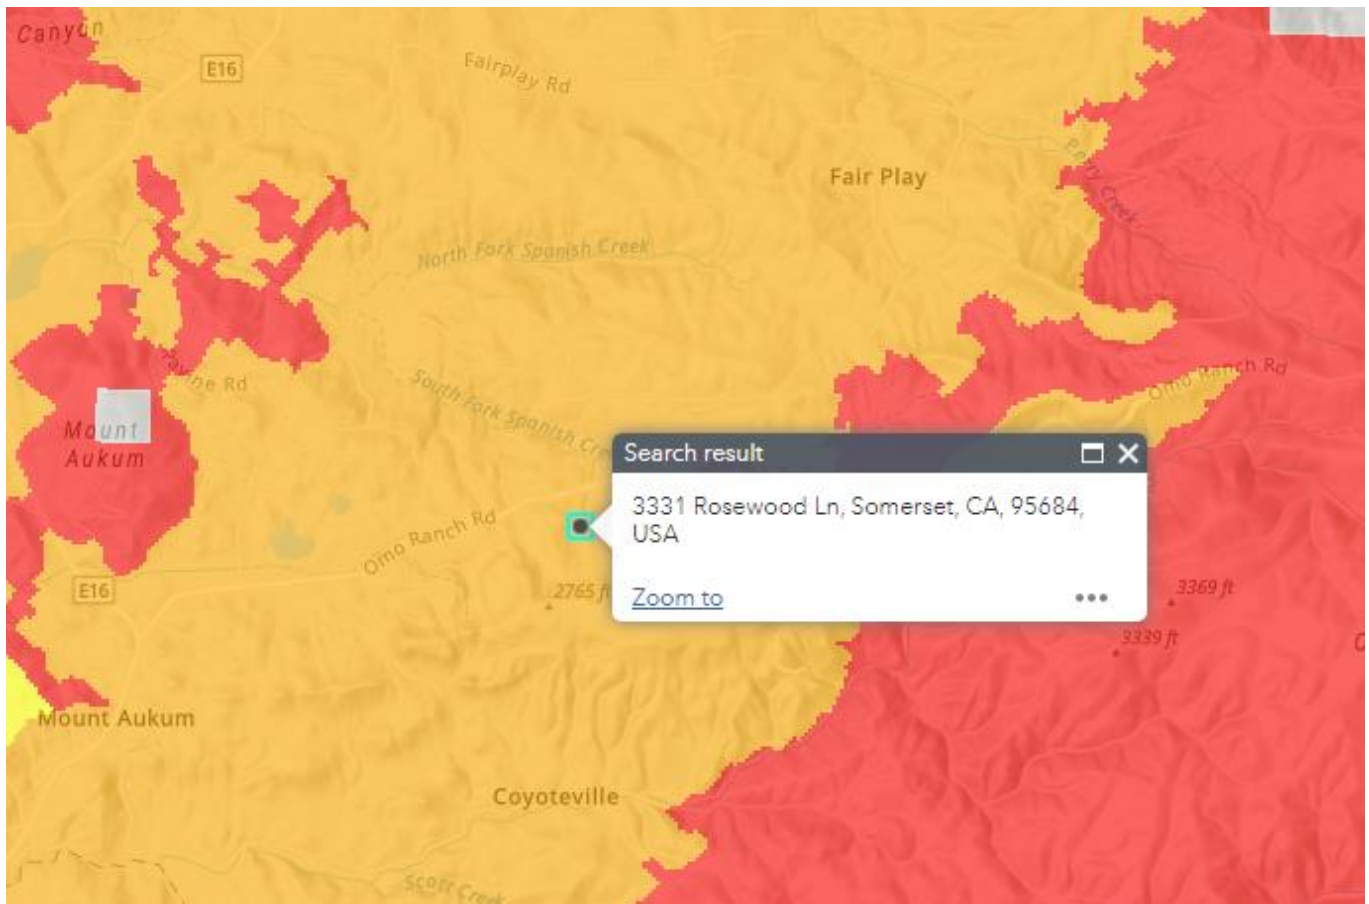 Canyon
E16
Fairplay Rd
Fair Play
Perry Creek
North Fork Spanish Creek
South Fork Spanish Cre
Mount
Aukum
Search result
3331 Rosewood Ln, Somerset, CA, 95684,
USA
Zoom to
•••
Omo Ranch Rd
Omo Ranch Rd
E16
2765 f
3369 ft
3339 ft
Mount Aukum
Coyoteville
Scott Creek